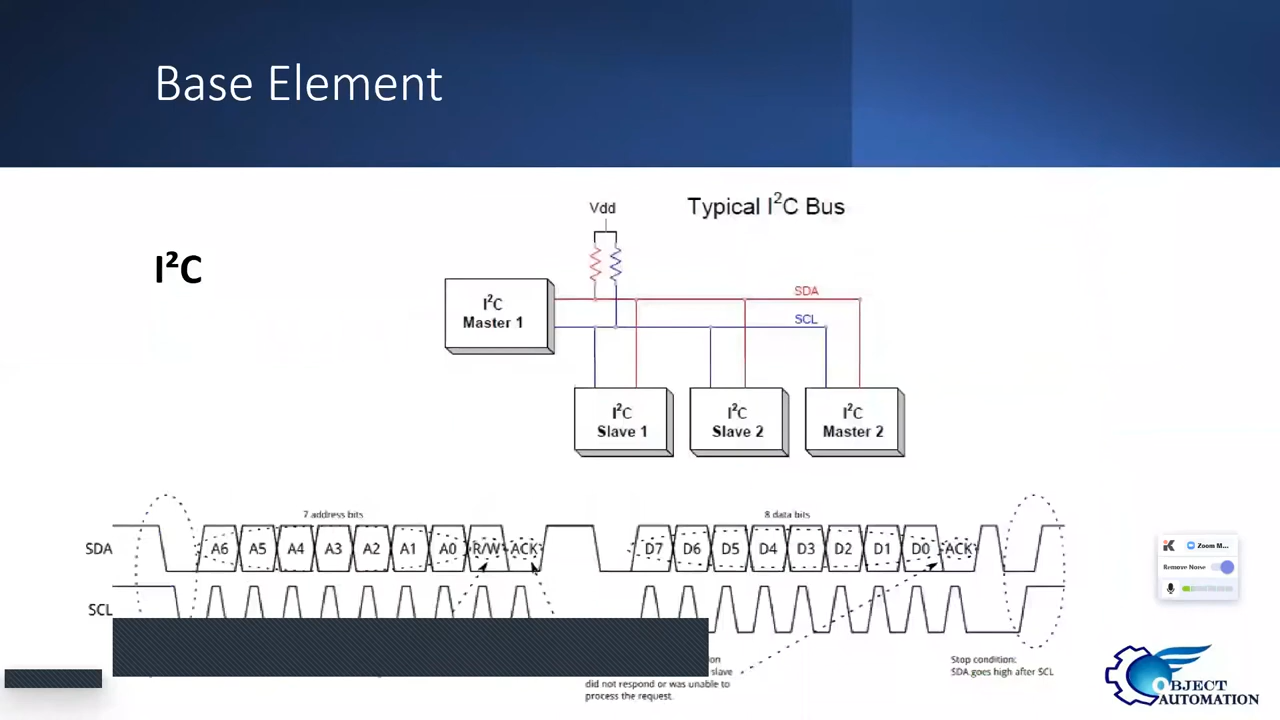 Base Element
I²C
Vdd
Typical I²C Bus
I²C
Master 1
SDA
SCL
I²C
Slave 1
I²C
Slave 2
I²C
Master 2
7 address bits
8 data bits
SDA
A6 A5 A4 A3 A2 A1 A0 R/W ACK
D7 D6 D5 D4 D3 D2 D1 D0 ACK
SCL
slave
did not respond or was unable to
process the request.
Stop condition:
SDA goes high after SCL
Zoom M...
Remove Noise
OBJECT
AUTOMATION